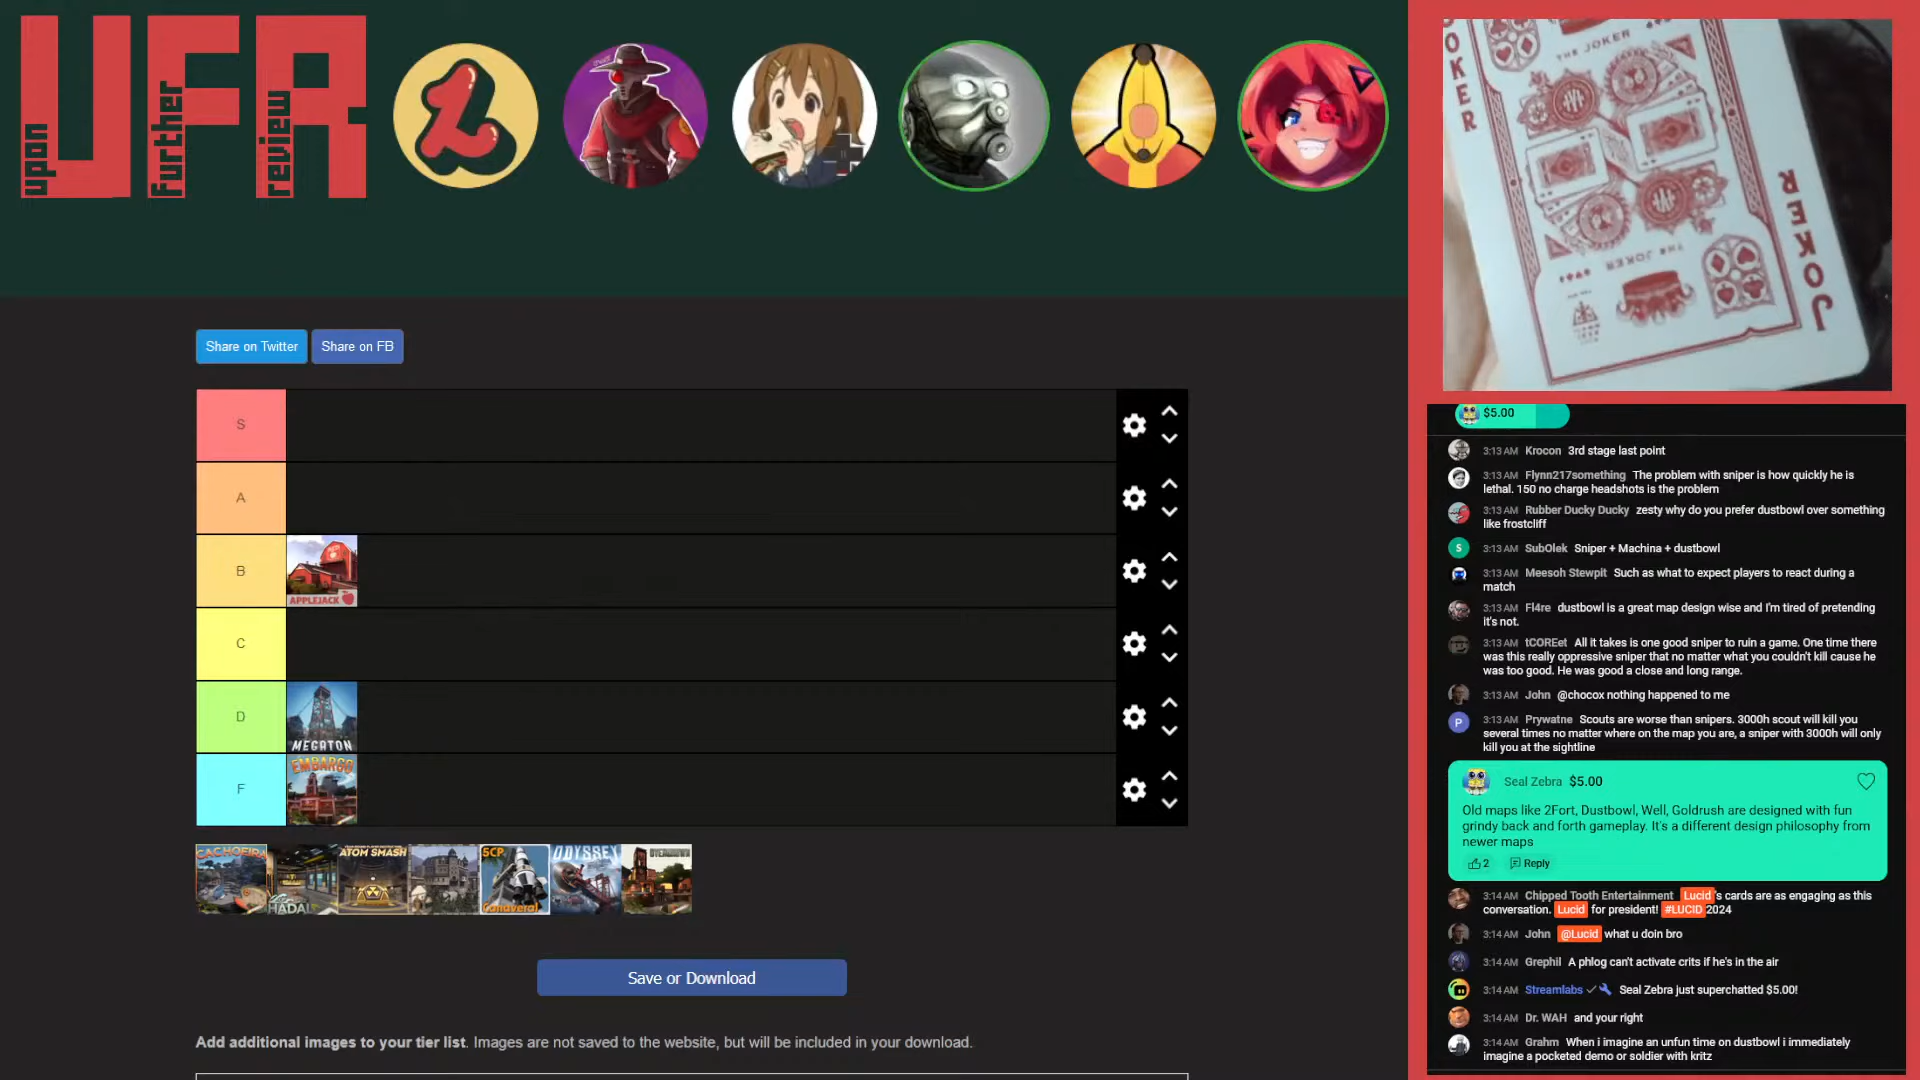 UFR
upon
further
review
Share on Twitter
Share on FB
S
A
B
APPLEJACK
C
D
MEGATON
F
EMBARGO
CACHOEIRA
HADAL
ATOM SMASH
SCP
Canaveral
ODYSSEY
OVERGROWN
Save or Download
Add additional images to your tier list. Images are not saved to the website, but will be included in your download.
JOKER
THE JOKER
THE JOKER
JOKER
$5.00
3:13 AM Krocon 3rd stage last point
3:13 AM Flynn217something The problem with sniper is how quickly he is
lethal. 150 no charge headshots is the problem
3:13 AM Rubber Ducky Ducky zesty why do you prefer dustbowl over something
like frostcliff
S
3:13 AM SubOlek Sniper + Machina + dustbowl
3:13 AM Meesoh Stewpit Such as what to expect players to react during a
match
3:13 AM Fl4re dustbowl is a great map design wise and I'm tired of pretending
it's not.
3:13 AM tCOREet All it takes is one good sniper to ruin a game. One time there
was this really oppressive sniper that no matter what you couldn't kill cause he
was too good. He was good a close and long range.
3:13 AM John @chocox nothing happened to me
P
3:13 AM Prywatne Scouts are worse than snipers. 3000h scout will kill you
several times no matter where on the map you are, a sniper with 3000h will only
kill you at the sightline
Seal Zebra $5.00
Old maps like 2Fort, Dustbowl, Well, Goldrush are designed with fun
grindy back and forth gameplay. It's a different design philosophy from
newer maps
2 Reply
3:14 AM Chipped Tooth Entertainment Lucid's cards are as engaging as this
conversation. Lucid for president! #LUCID 2024
3:14 AM John @Lucid what u doin bro
3:14 AM Grephil A phlog can't activate crits if he's in the air
3:14 AM Streamlabs Seal Zebra just superchatted $5.00!
3:14 AM Dr. WAH and your right
3:14 AM Grahm When i imagine an unfun time on dustbowl i immediately
imagine a pocketed demo or soldier with kritz